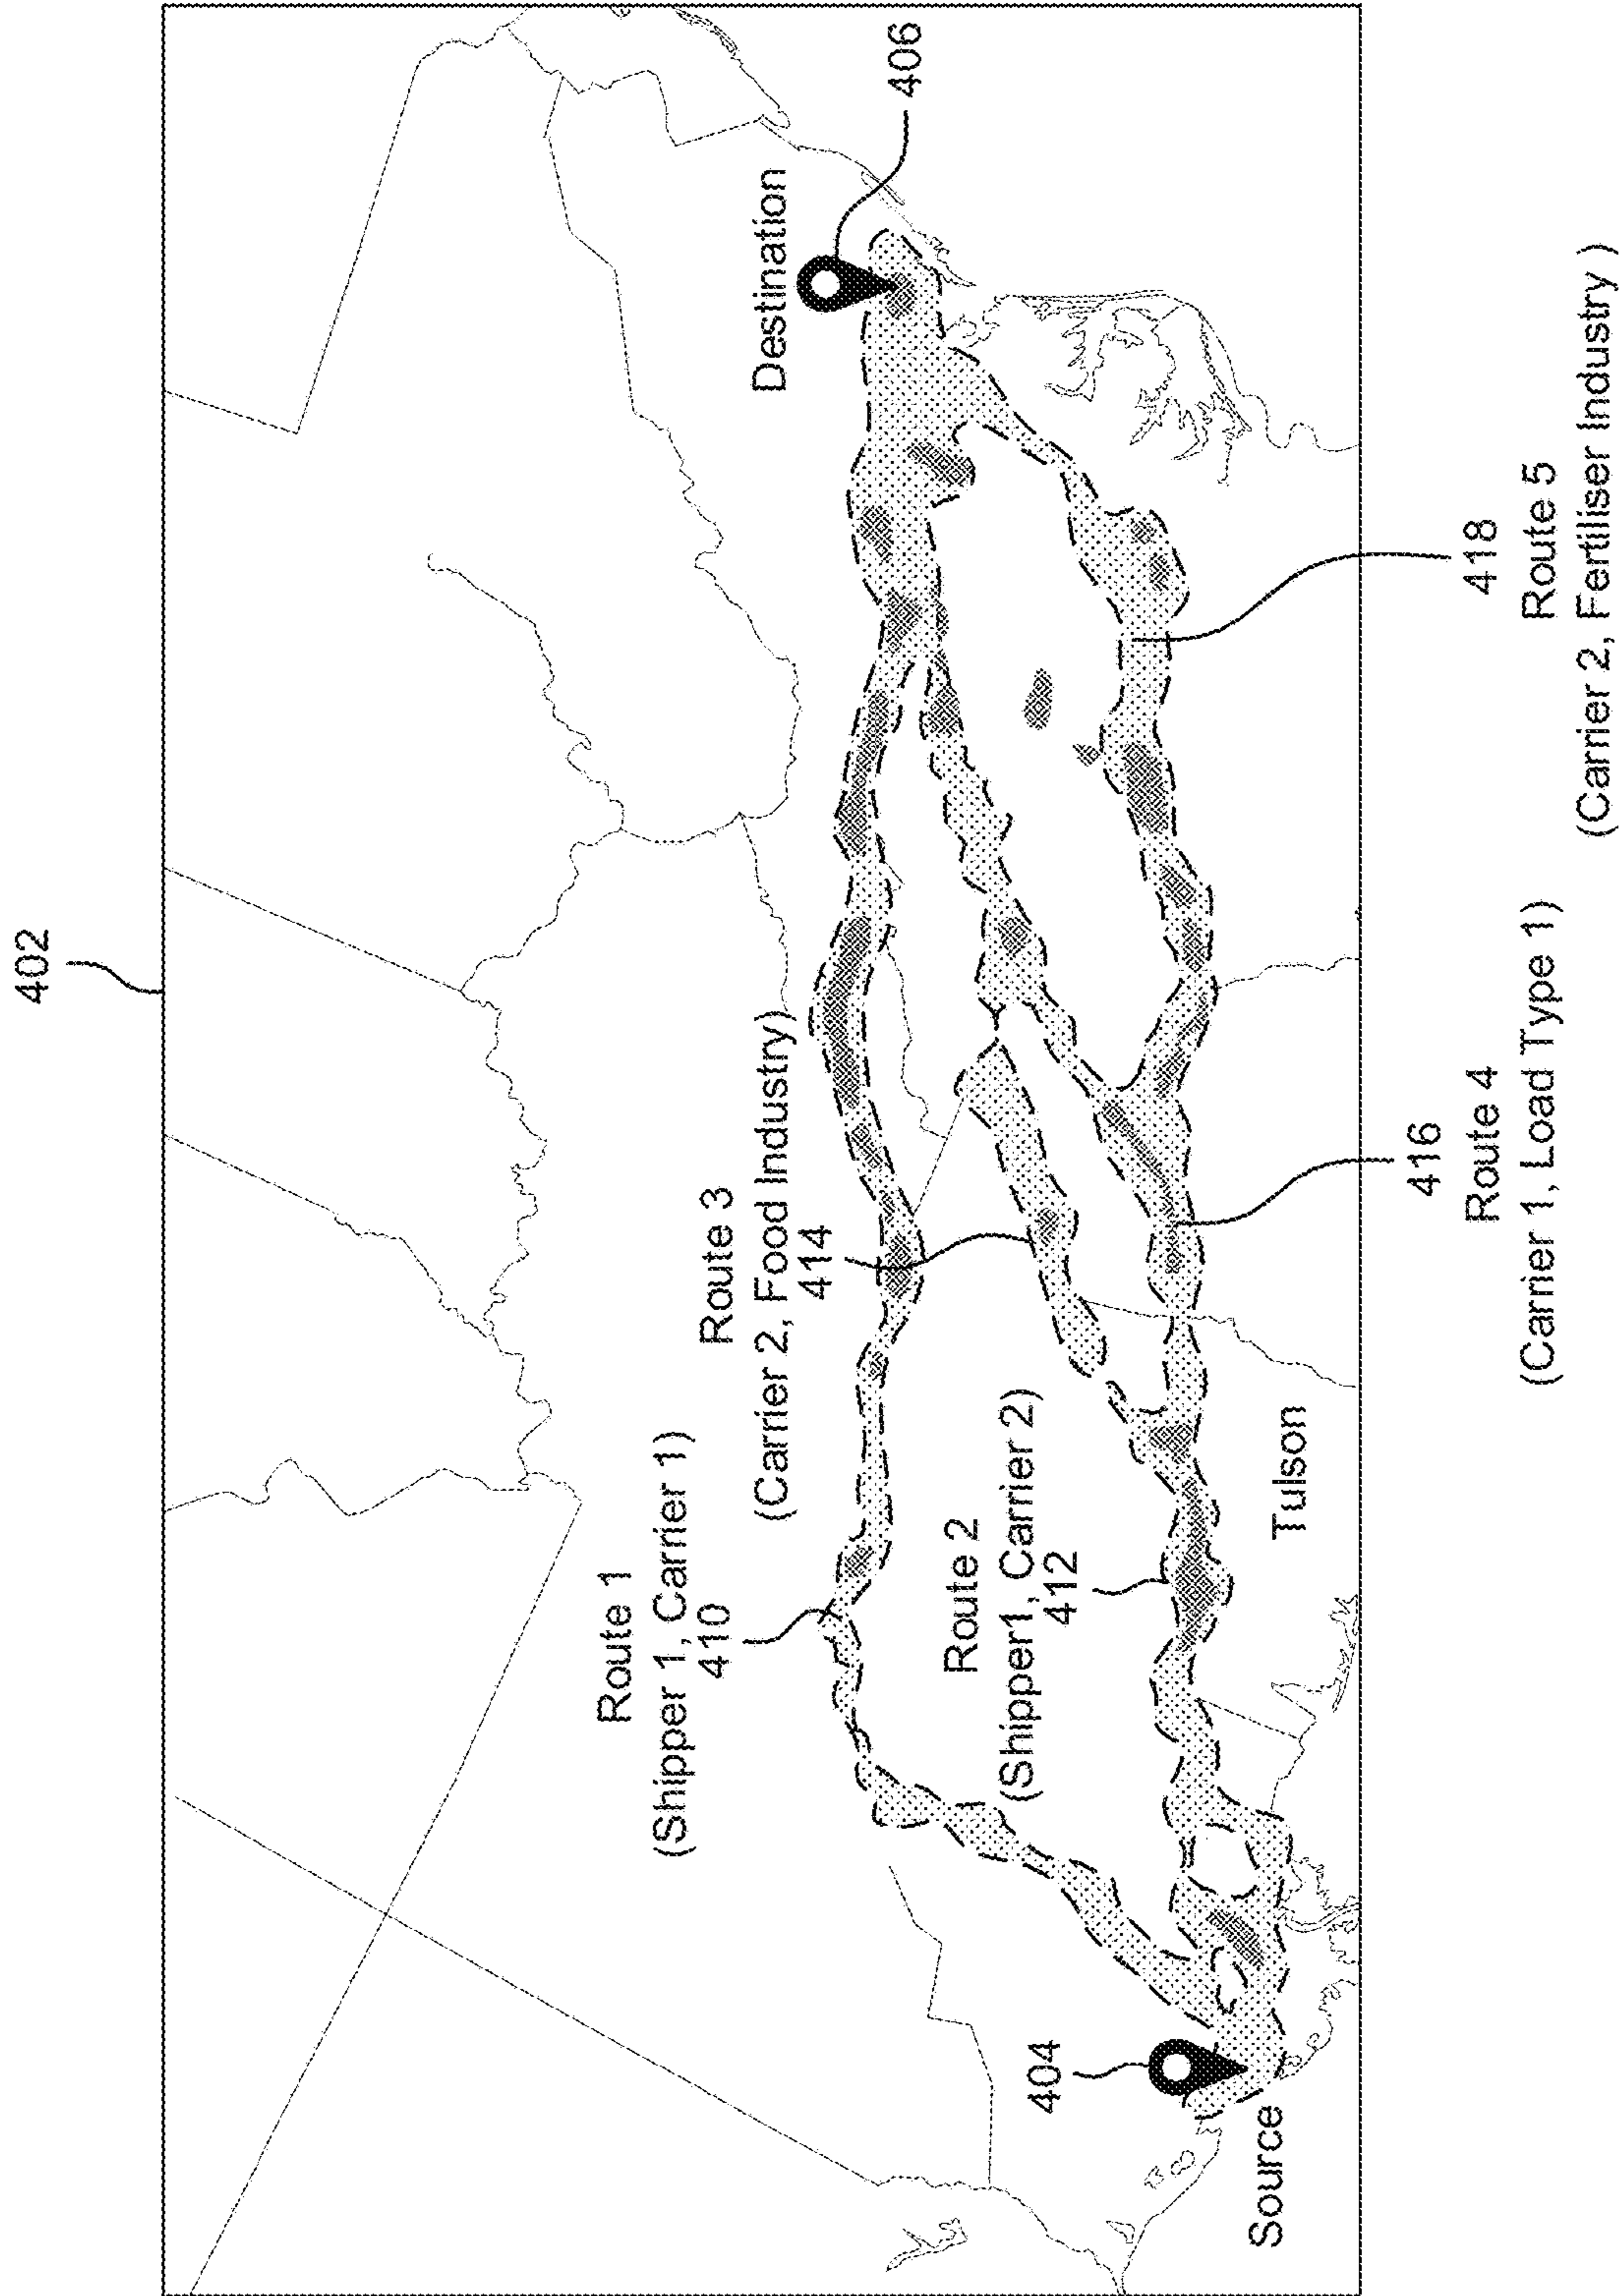 402
Destination
406
Route 3
(Carrier 2, Food Industry)
414
Route 1
(Shipper 1, Carrier 1)
410
Route 2
(Shipper1, Carrier 2)
412
404
Source
Tulson
416
Route 4
(Carrier 1, Load Type 1)
418
Route 5
(Carrier 2, Fertiliser Industry )